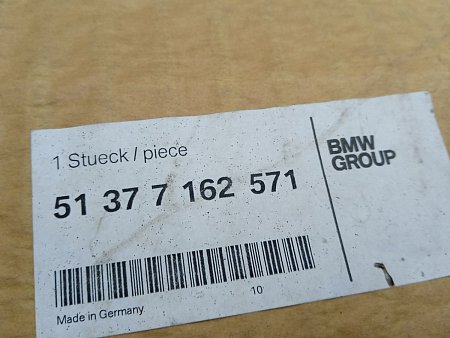 1 Stueck / piece
51 37 7 162 571
10
Made in Germany
BMW
GROUP